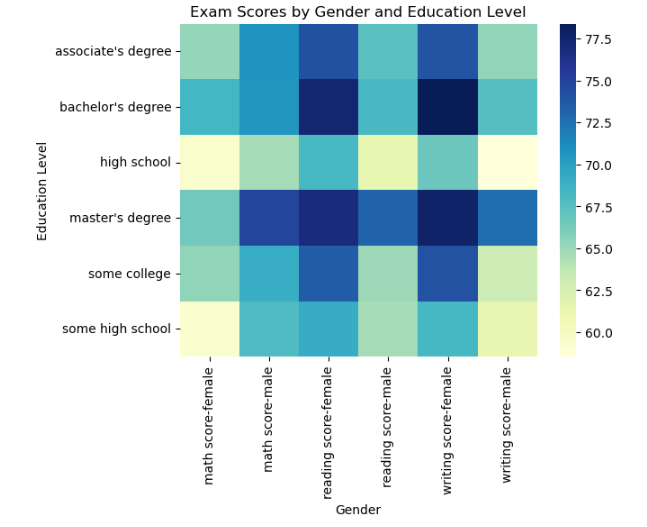 Exam Scores by Gender and Education Level
Education Level
associate's degree
bachelor's degree
high school
master's degree
some college
some high school
math score-female
math score-male
reading score-female
reading score-male
writing score-female
writing score-male
Gender
77.5
75.0
72.5
70.0
67.5
65.0
62.5
60.0